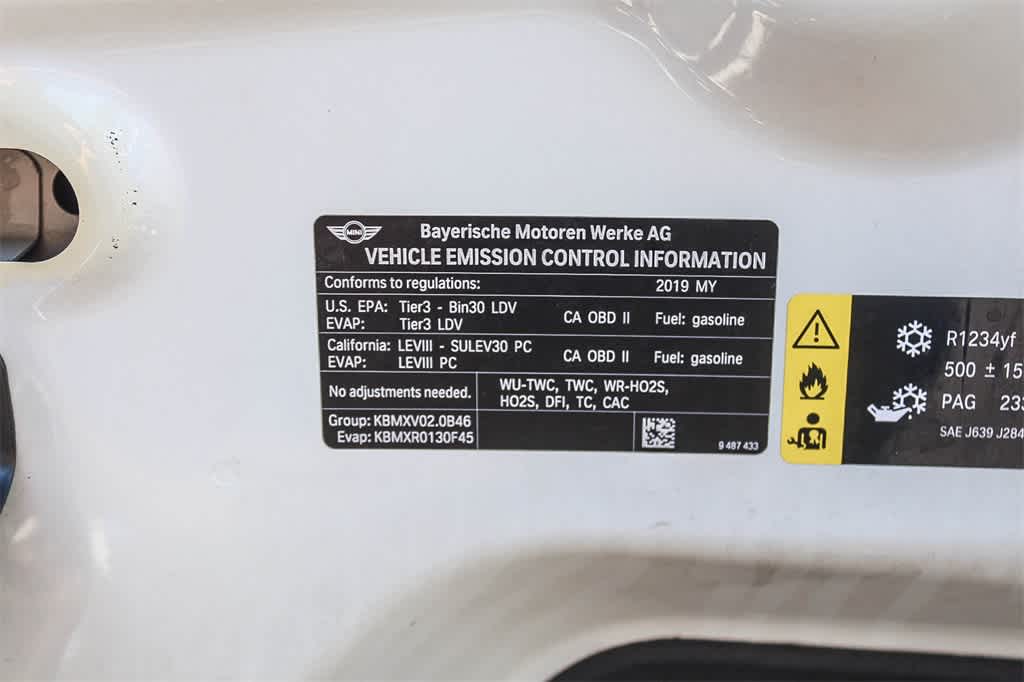 MINI
Bayerische Motoren Werke AG
VEHICLE EMISSION CONTROL INFORMATION
Conforms to regulations: 2019 MY
U.S. EPA: Tier3 - Bin30 LDV
EVAP: Tier3 LDV
CA OBD II Fuel: gasoline
California: LEVIII - SULEV30 PC
EVAP: LEVIII PC
CA OBD II Fuel: gasoline
No adjustments needed.
WU-TWC, TWC, WR-HO2S,
HO2S, DFI, TC, CAC
Group: KBMXV02.0B46
Evap: KBMXR0130F45
9 487 433
R1234yf
500 ± 15
PAG
SAE J639